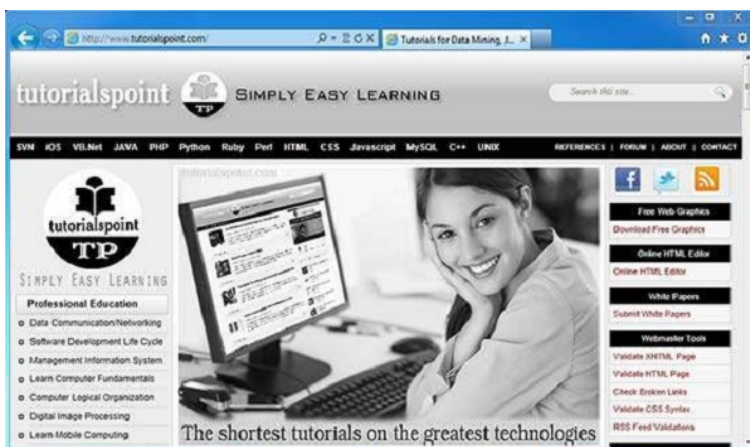 http://www.tutorialspoint.com/
Tutorials for Data Mining, J...
tutorialspoint
TP
SIMPLY EASY LEARNING
Search this site...
SVN iOS VB.Net JAVA PHP Python Ruby Perl HTML CSS Javascript MySQL C++ UNIX
REFERENCES | FORUM | ABOUT | CONTACT
tutorialspoint
TP
SIMPLY EASY LEARNING
Professional Education
Data Communication/Networking
Software Development Life Cycle
Management Information System
Learn Computer Fundamentals
Computer Logical Organization
Digital Image Processing
Learn Mobile Computing
tutorialspoint.com
The shortest tutorials on the greatest technologies
Free Web Graphics
Download Free Graphics
Online HTML Editor
Online HTML Editor
White Papers
Submit White Papers
Webmaster Tools
Validate XHTML Page
Validate HTML Page
Check Broken Links
Validate CSS Syntax
RSS Feed Validations